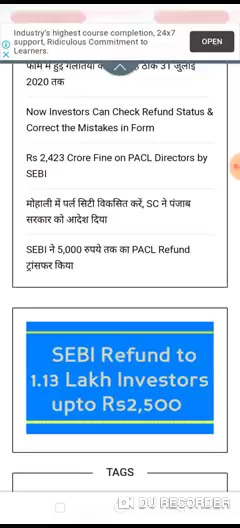 Industry's highest course completion, 24x7
support, Ridiculous Commitment to
Learners.
OPEN
फॉर्म में हुई गलतियों
ठीक 31 जुलाई
2020 तक
Now Investors Can Check Refund Status &
Correct the Mistakes in Form
Rs 2,423 Crore Fine on PACL Directors by
SEBI
मोहाली में पर्ल सिटी विकसित करें, SC ने पंजाब
सरकार को आदेश दिया
SEBI ने 5,000 रुपये तक का PACL Refund
ट्रांसफर किया
SEBI Refund to
1.13 Lakh Investors
upto Rs2,500
TAGS
DU RECORDER